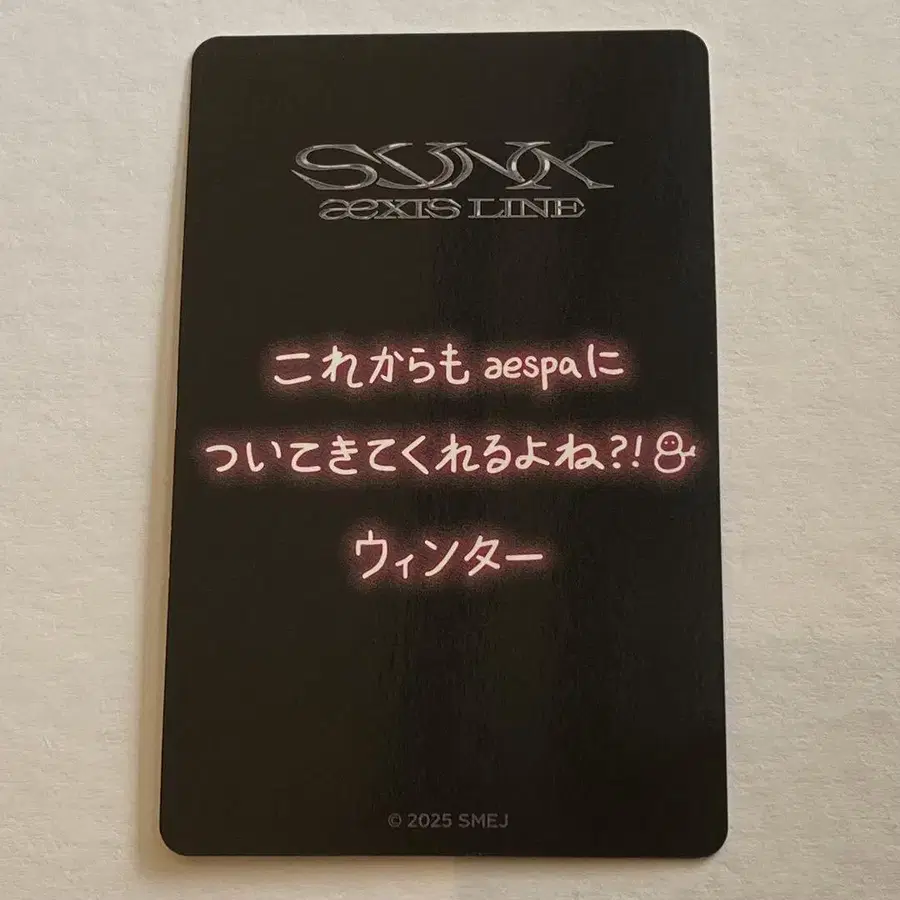 SYNK
æXIS LINE
これからも aespaに
ついてきてくれるよね?!
ウィンター
© 2025 SMEJ